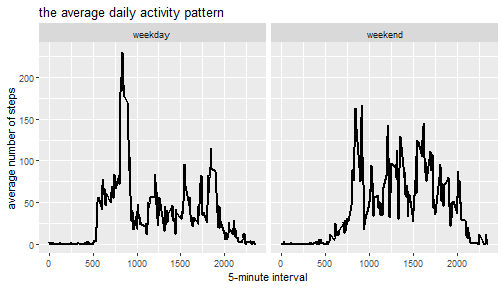 the average daily activity pattern
weekday
weekend
average number of steps
200
150
100
50
0
0 500 1000 1500 2000
0 500 1000 1500 2000
5-minute interval